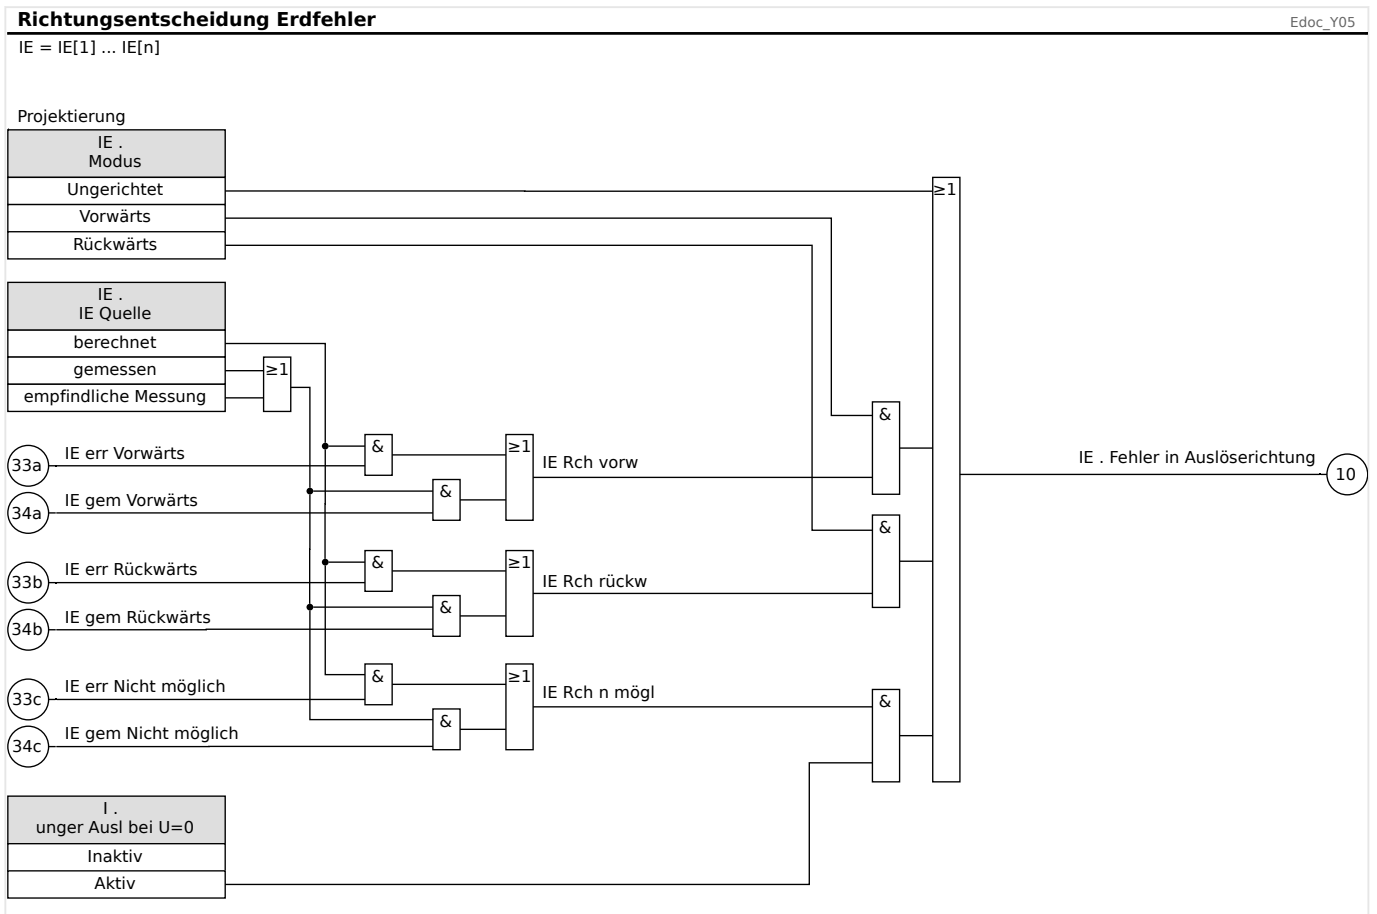 Richtungsentscheidung Erdfehler
Edoc_Y05
IE = IE[1] ... IE[n]
Projektierung
IE .
Modus
Ungerichtet
Vorwärts
Rückwärts
≥1
IE .
IE Quelle
berechnet
gemessen
empfindliche Messung
≥1
33a
IE err Vorwärts
&
≥1
IE Rch vorw
&
34a
IE gem Vorwärts
&
IE . Fehler in Auslöserichtung
10
33b
IE err Rückwärts
&
≥1
IE Rch rückw
&
34b
IE gem Rückwärts
&
33c
IE err Nicht möglich
&
≥1
IE Rch n mögl
&
34c
IE gem Nicht möglich
&
I .
unger Ausl bei U=0
Inaktiv
Aktiv